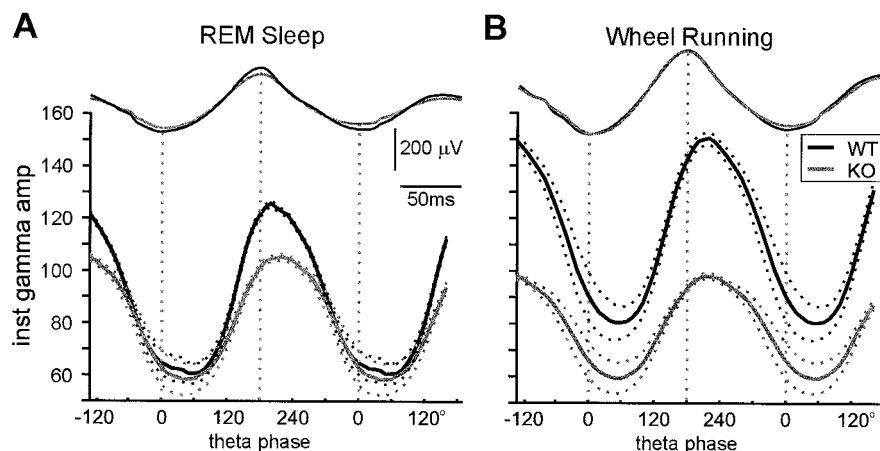 A
REM Sleep
B
Wheel Running
160
140
120
100
80
60
inst gamma amp
200 µV
50ms
WT
KO
-120 0 120 240 0 120°
theta phase
-120 0 120 240 0 120°
theta phase